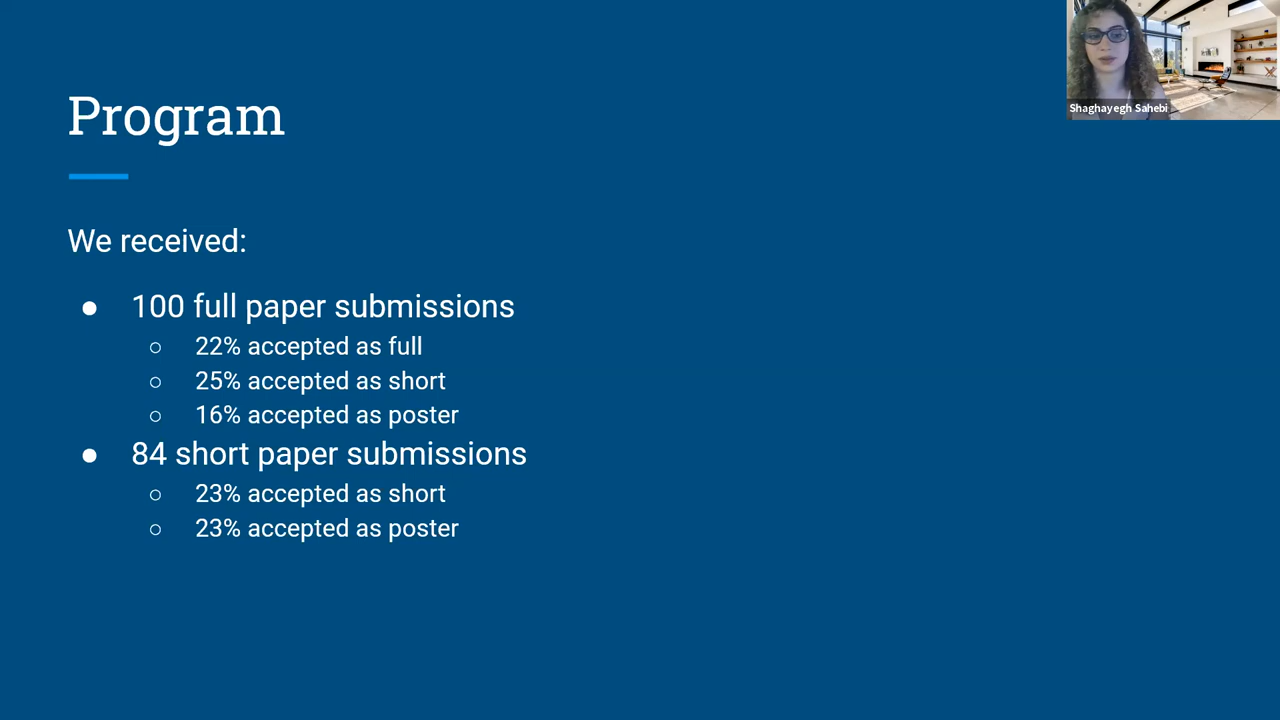 Program
Shaghayegh Sahebi
We received:
● 100 full paper submissions
○ 22% accepted as full
○ 25% accepted as short
○ 16% accepted as poster
● 84 short paper submissions
○ 23% accepted as short
○ 23% accepted as poster